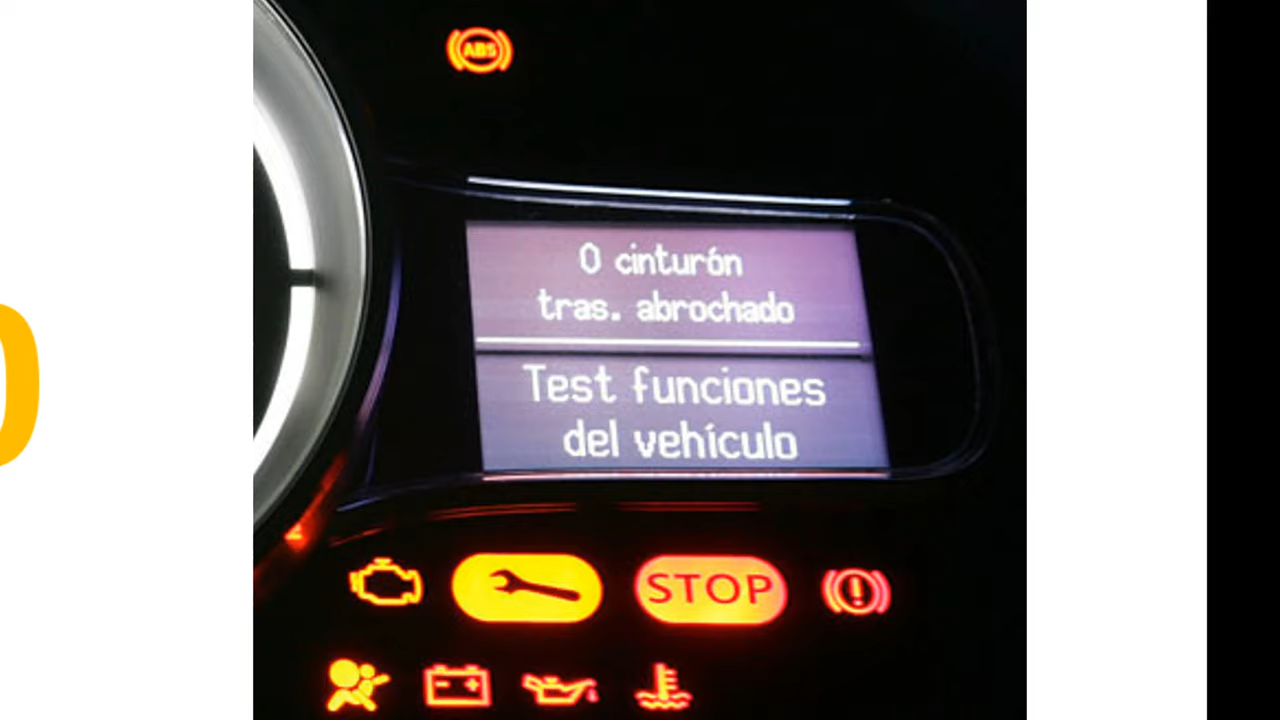 ABS
0 cinturón
tras. abrochado
Test funciones
del vehículo
STOP